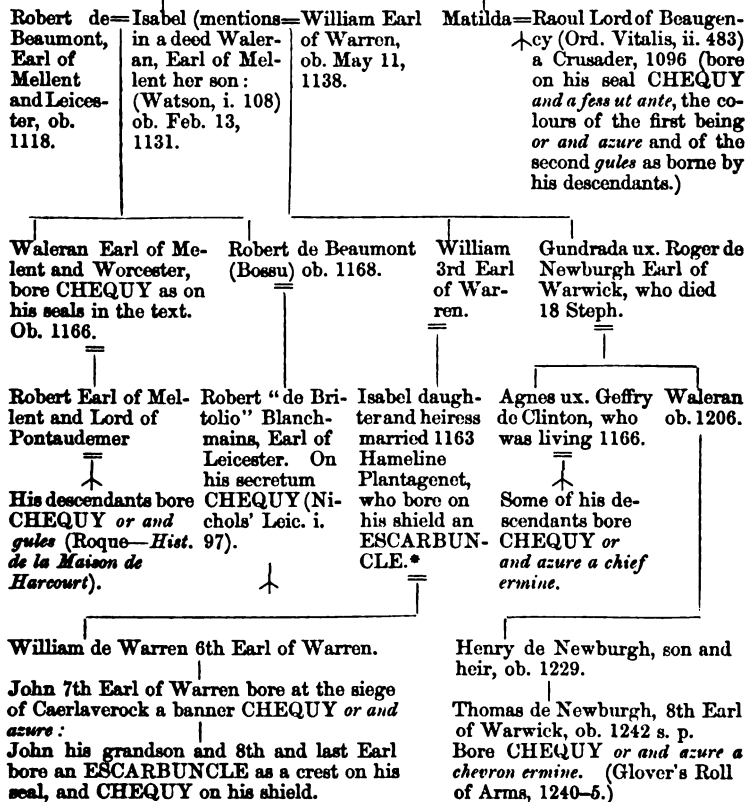 Robert de=
Beaumont,
Earl of
Mellent
and Leices-
ter, ob.
1118.
Isabel (mentions=
in a deed Waler-
an, Earl of Mel-
lent her son:
(Watson, i. 108)
ob. Feb. 13,
1131.
William Earl
of Warren,
ob. May 11,
1138.
Matilda=
Raoul Lord of Beaugen-
cy (Ord. Vitalis, ii. 483)
a Crusader, 1096 (bore
on his seal CHEQUY
and a fess ut ante, the co-
lours of the first being
or and azure and of the
second gules as borne by
his descendants.)
Waleran Earl of Me-
lent and Worcester,
bore CHEQUY as on
his seals in the text.
Ob. 1166.
Robert de Beaumont
(Bossu) ob. 1168.
William
3rd Earl
of War-
ren.
Gundrada ux. Roger de
Newburgh Earl of
Warwick, who died
18 Steph.
Robert Earl of Mel-
lent and Lord of
Pontaudemer
His descendants bore
CHEQUY or and
gules (Roque—Hist.
de la Maison de
Harcourt).
Robert "de Bri-
tolio" Blanch-
mains, Earl of
Leicester. On
his secretum
CHEQUY (Ni-
chols' Leic. i.
97).
Isabel daugh-
ter and heiress
married 1163
Hameline
Plantagenet,
who bore on
his shield an
ESCARBUN-
CLE.*
Agnes ux. Geffry
de Clinton, who
was living 1166.
Some of his de-
scendants bore
CHEQUY or
and azure a chief
ermine.
Waleran
ob. 1206.
William de Warren 6th Earl of Warren.
John 7th Earl of Warren bore at the siege
of Caerlaverock a banner CHEQUY or and
azure:
John his grandson and 8th and last Earl
bore an ESCARBUNCLE as a crest on his
seal, and CHEQUY on his shield.
Henry de Newburgh, son and
heir, ob. 1229.
Thomas de Newburgh, 8th Earl
of Warwick, ob. 1242 s. p.
Bore CHEQUY or and azure a
chevron ermine. (Glover's Roll
of Arms, 1240–5.)